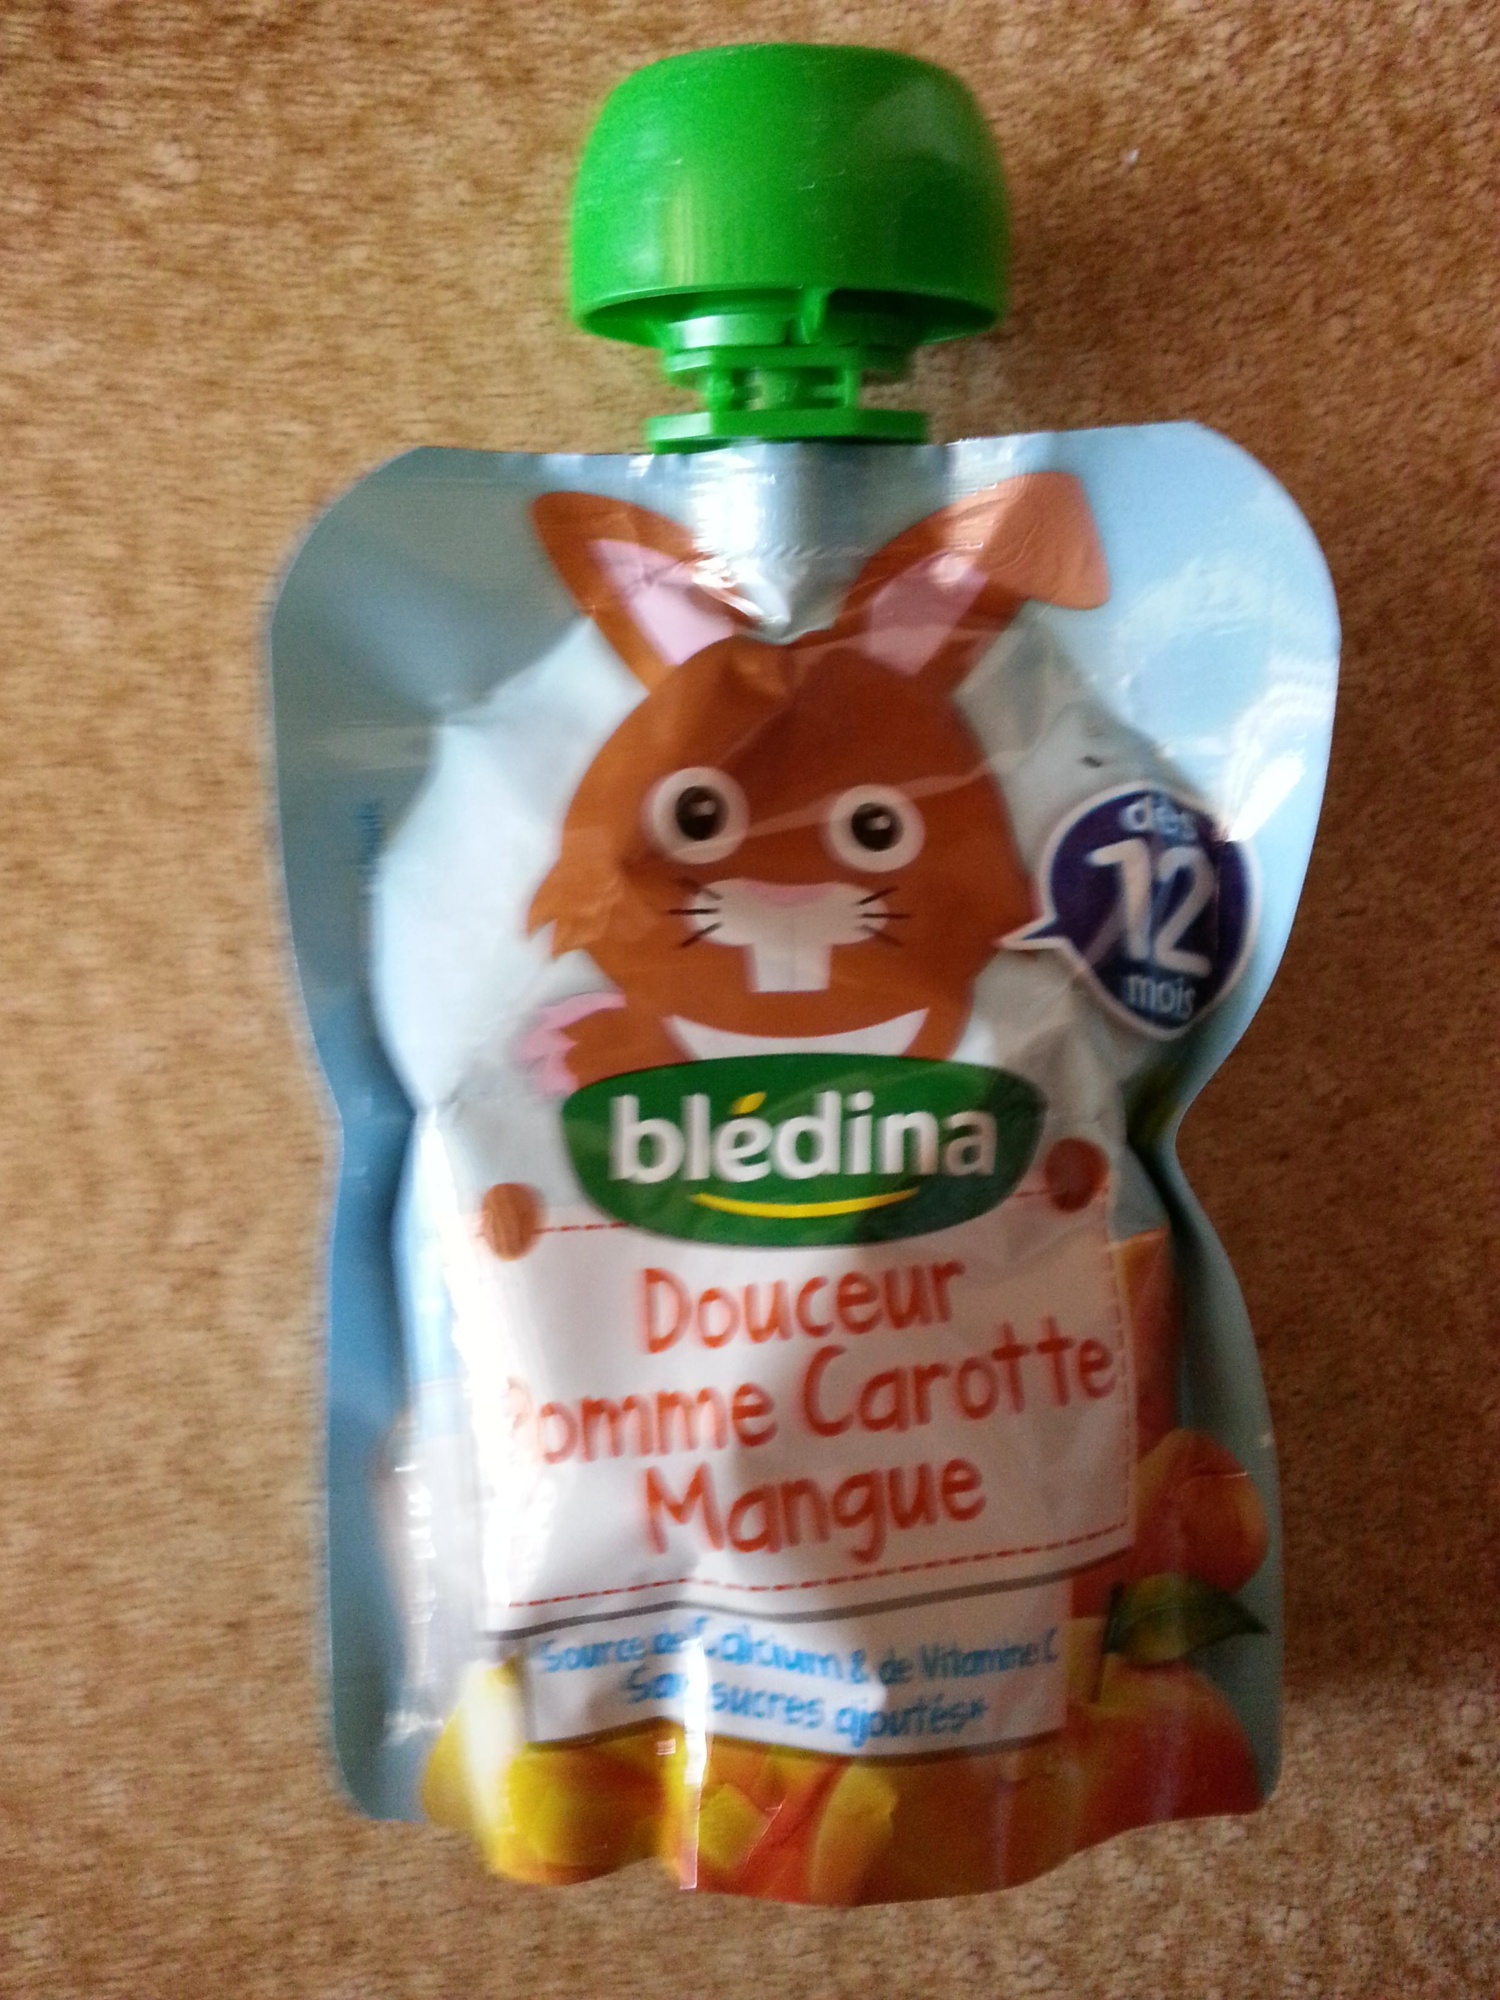 dès
12
mois
blédina
Douceur
Pomme Carotte
Mangue
Source de Calcium & de Vitamine C
Sans sucres ajoutés*